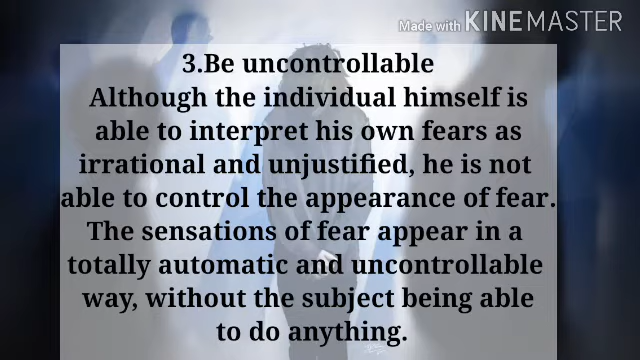 Made with KINEMASTER
3.Be uncontrollable
Although the individual himself is
able to interpret his own fears as
irrational and unjustified, he is not
able to control the appearance of fear.
The sensations of fear appear in a
totally automatic and uncontrollable
way, without the subject being able
to do anything.